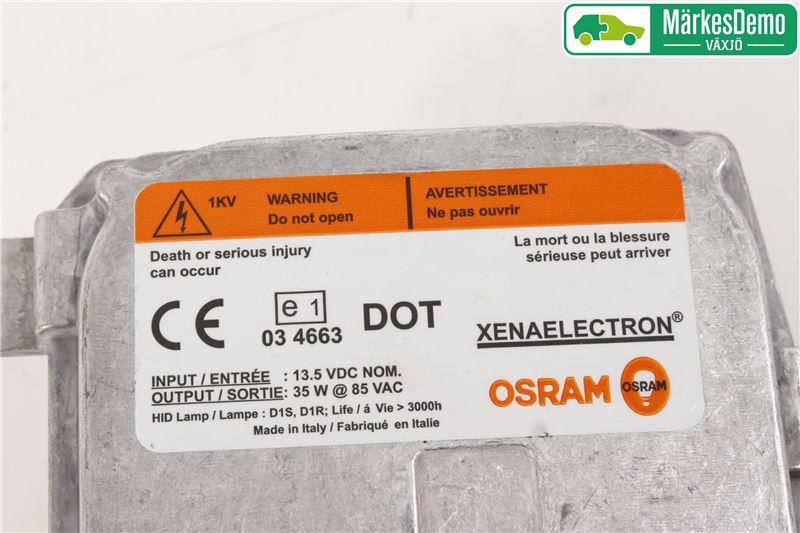 MärkesDemo
VÄXJÖ
1KV
WARNING
Do not open
AVERTISSEMENT
Ne pas ouvrir
Death or serious injury
can occur
La mort ou la blessure
sérieuse peut arriver
CE
e 1
03 4663
DOT
XENAELECTRON®
INPUT / ENTRÉE : 13.5 VDC NOM.
OUTPUT / SORTIE: 35 W @ 85 VAC
HID Lamp / Lampe : D1S, D1R; Life / á Vie > 3000h
Made in Italy / Fabriqué en Italie
OSRAM
OSRAM